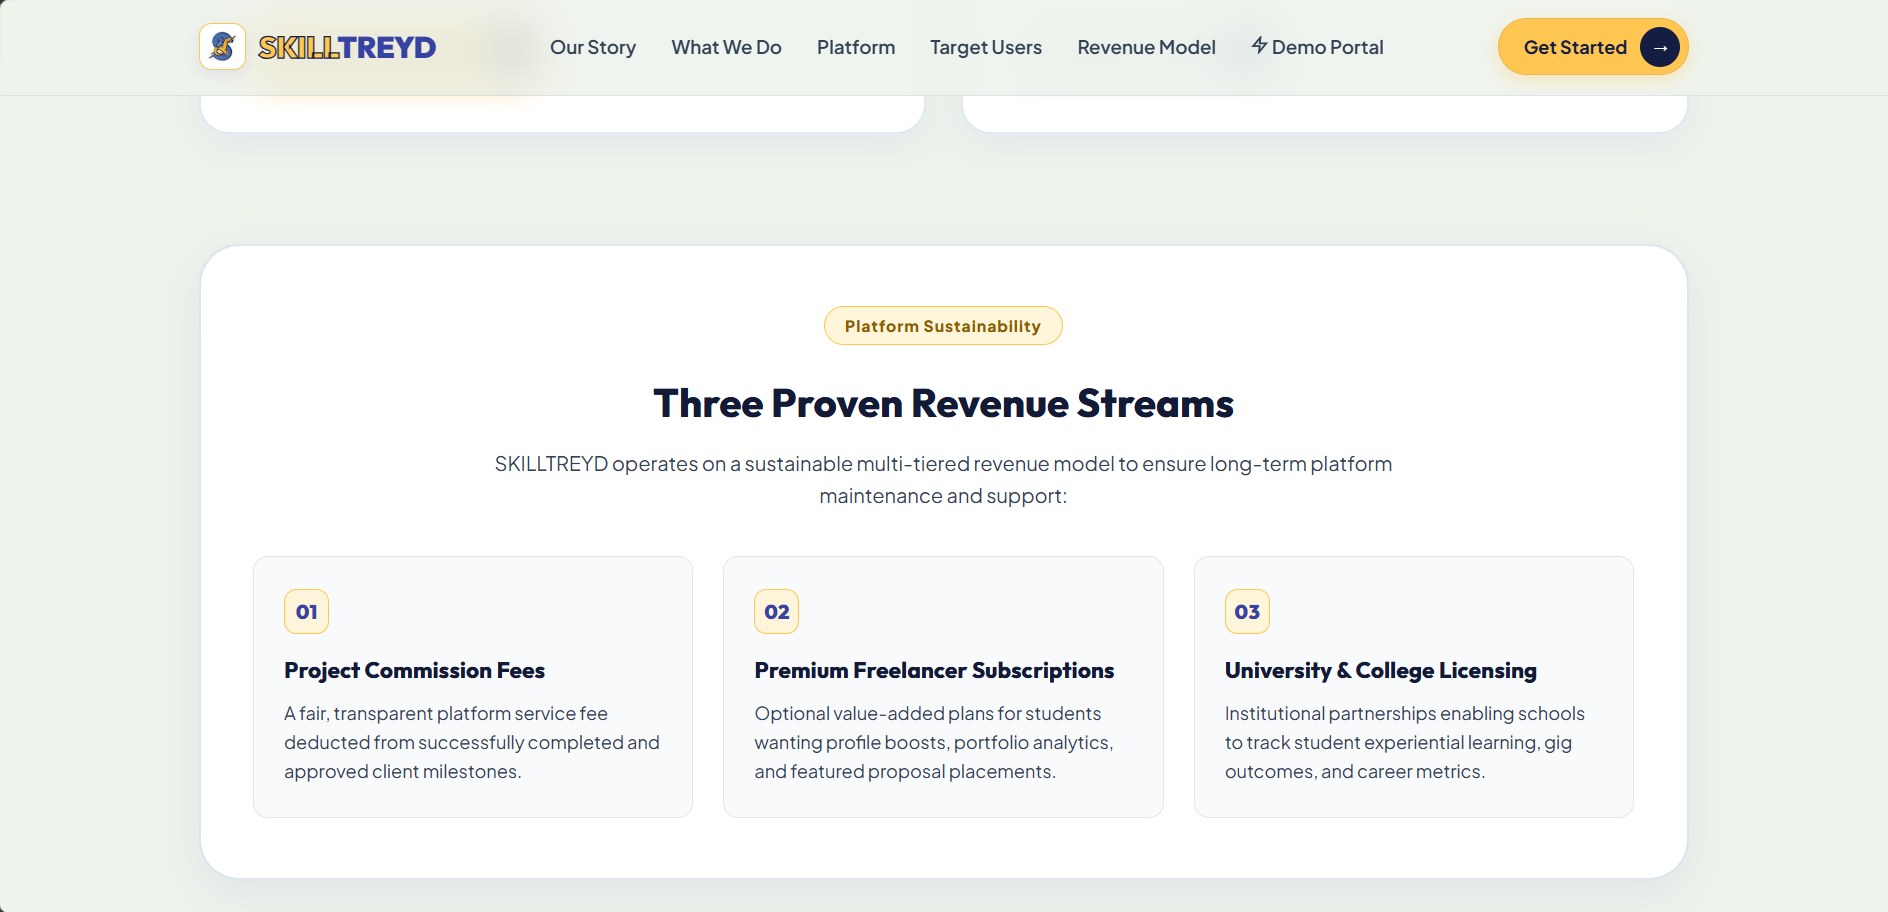 SKILLTREYD
Our Story
What We Do
Platform
Target Users
Revenue Model
Demo Portal
Get Started →
Platform Sustainability
Three Proven Revenue Streams
SKILLTREYD operates on a sustainable multi-tiered revenue model to ensure long-term platform
maintenance and support:
01
Project Commission Fees
A fair, transparent platform service fee
deducted from successfully completed and
approved client milestones.
02
Premium Freelancer Subscriptions
Optional value-added plans for students
wanting profile boosts, portfolio analytics,
and featured proposal placements.
03
University & College Licensing
Institutional partnerships enabling schools
to track student experiential learning, gig
outcomes, and career metrics.